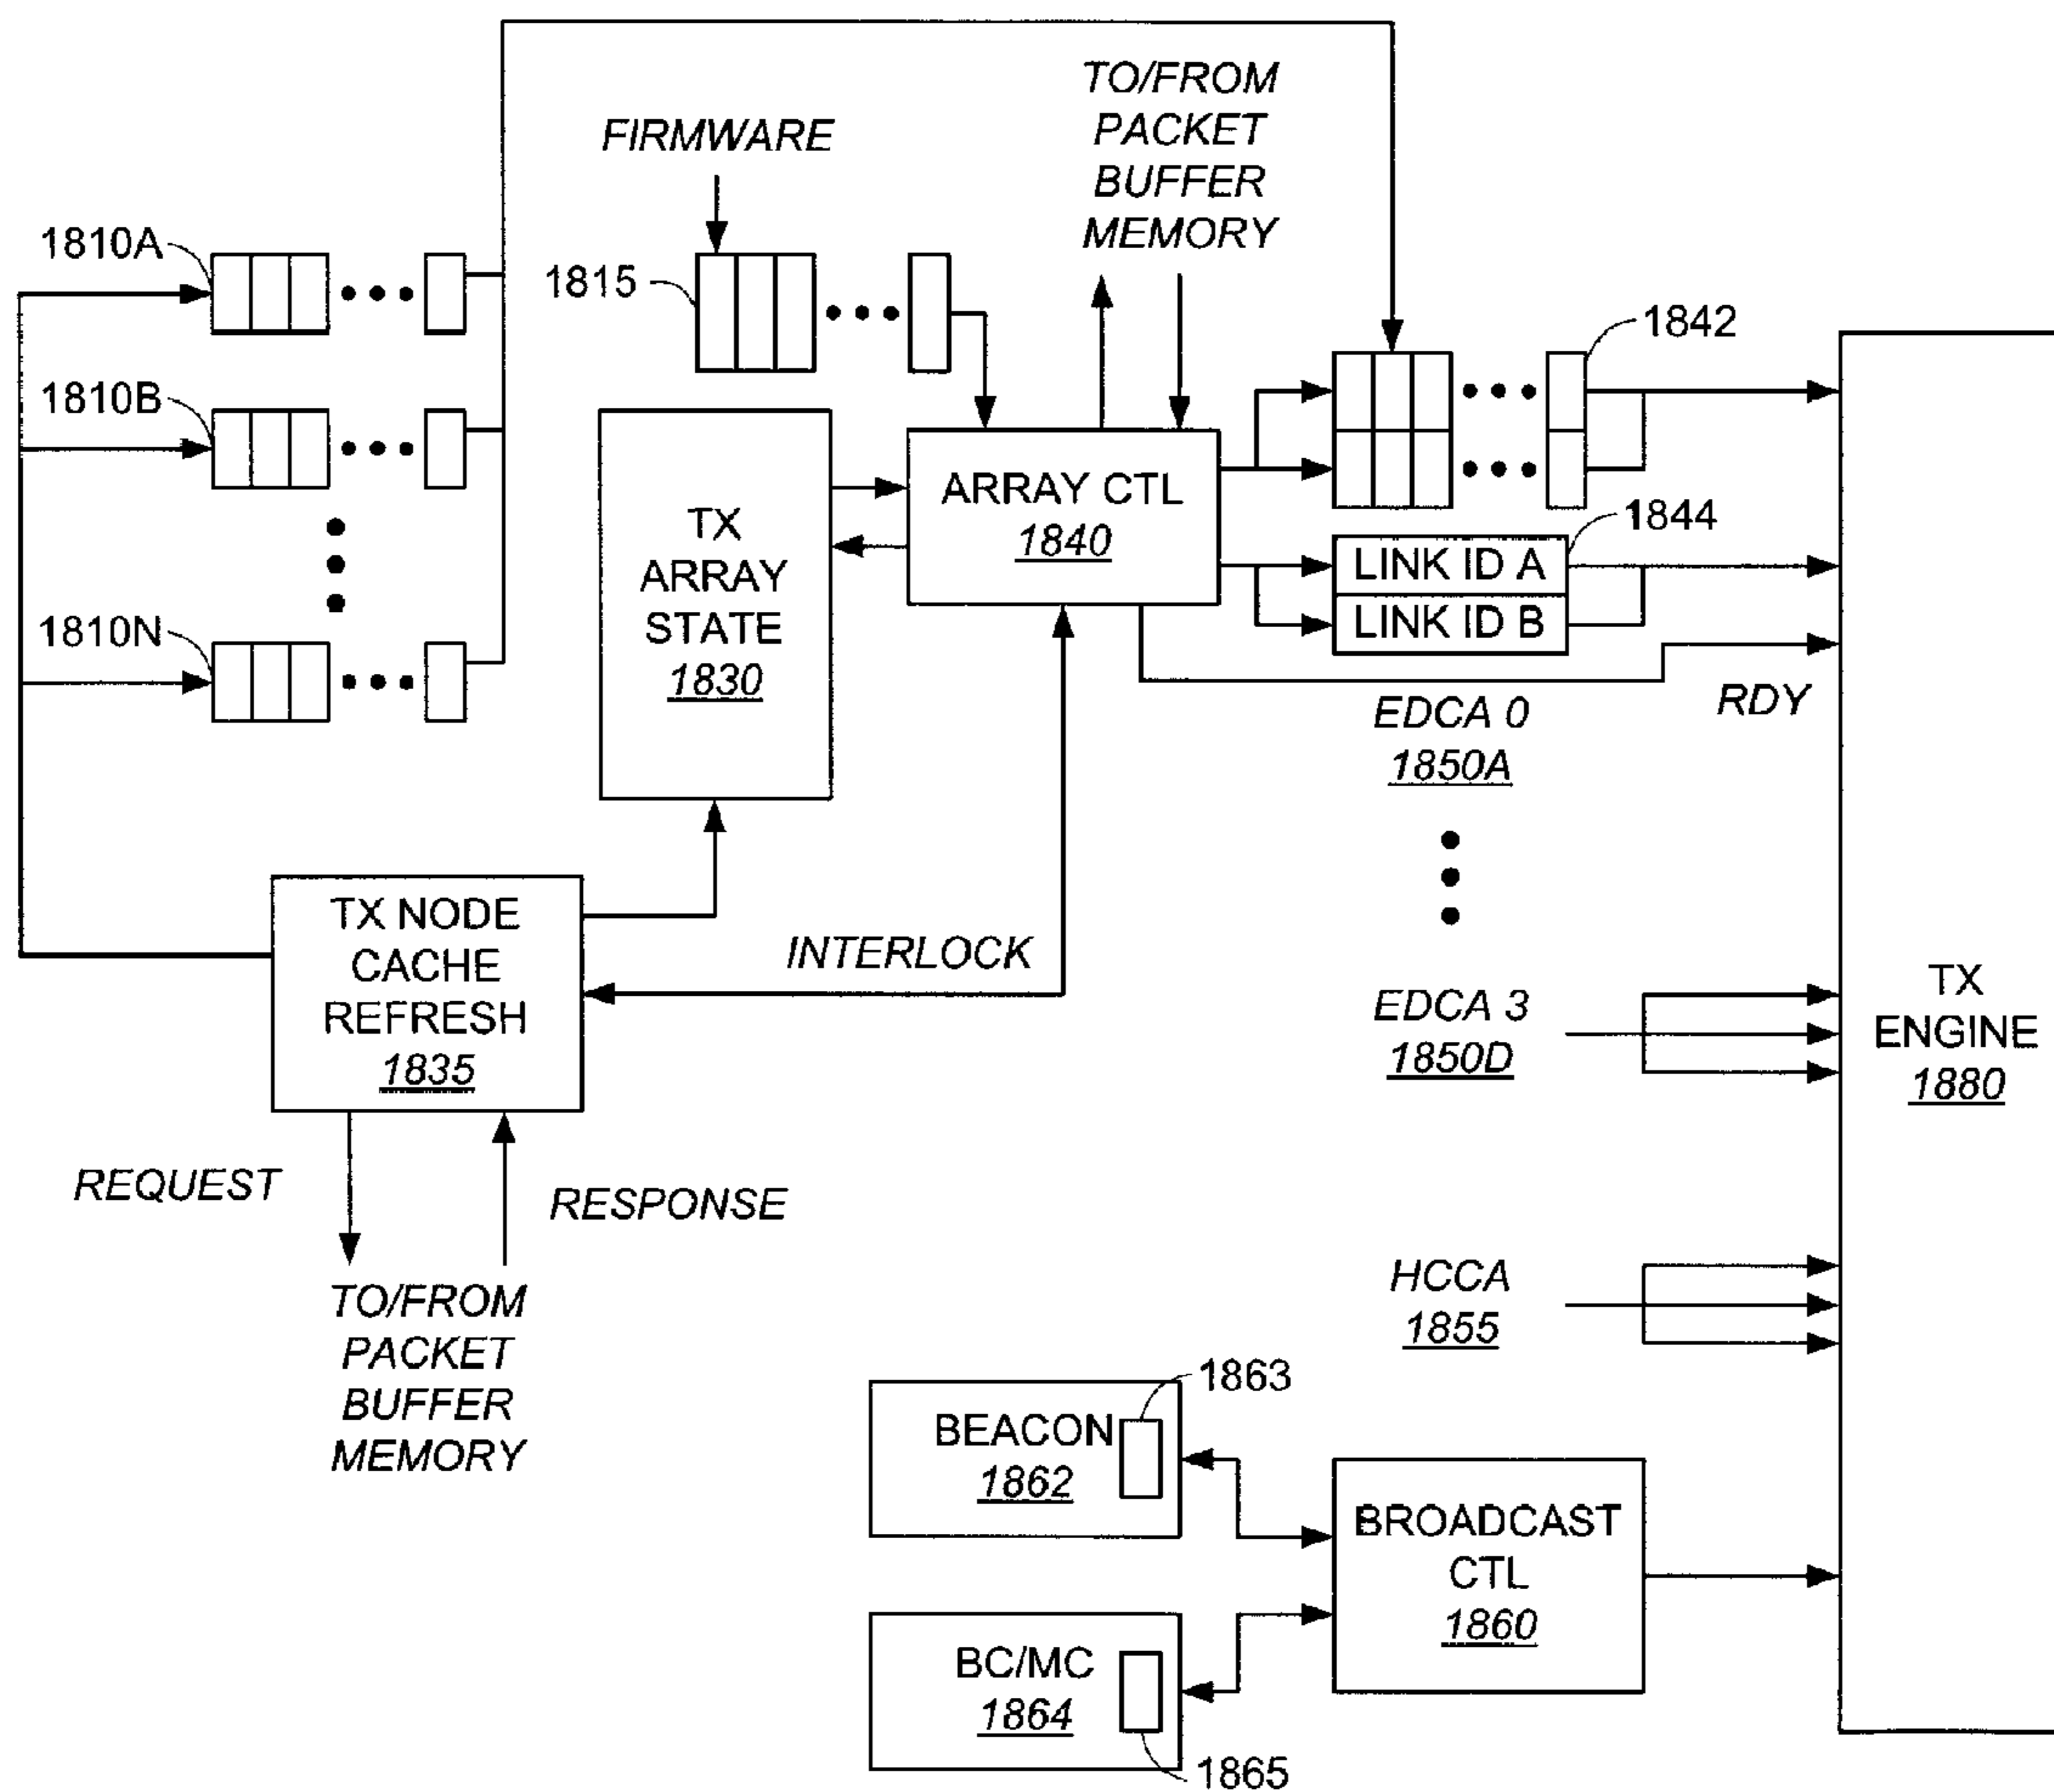 TO/FROM
PACKET
BUFFER
MEMORY
FIRMWARE
1810A
1815
1842
1810B
ARRAY CTL
1840
TX
ARRAY
STATE
1830
1844
LINK ID A
LINK ID B
1810N
RDY
EDCA 0
1850A
TX NODE
CACHE
REFRESH
1835
INTERLOCK
EDCA 3
1850D
TX
ENGINE
1880
REQUEST
RESPONSE
TO/FROM
PACKET
BUFFER
MEMORY
HCCA
1855
1863
BEACON
1862
BROADCAST
CTL
1860
BC/MC
1864
1865